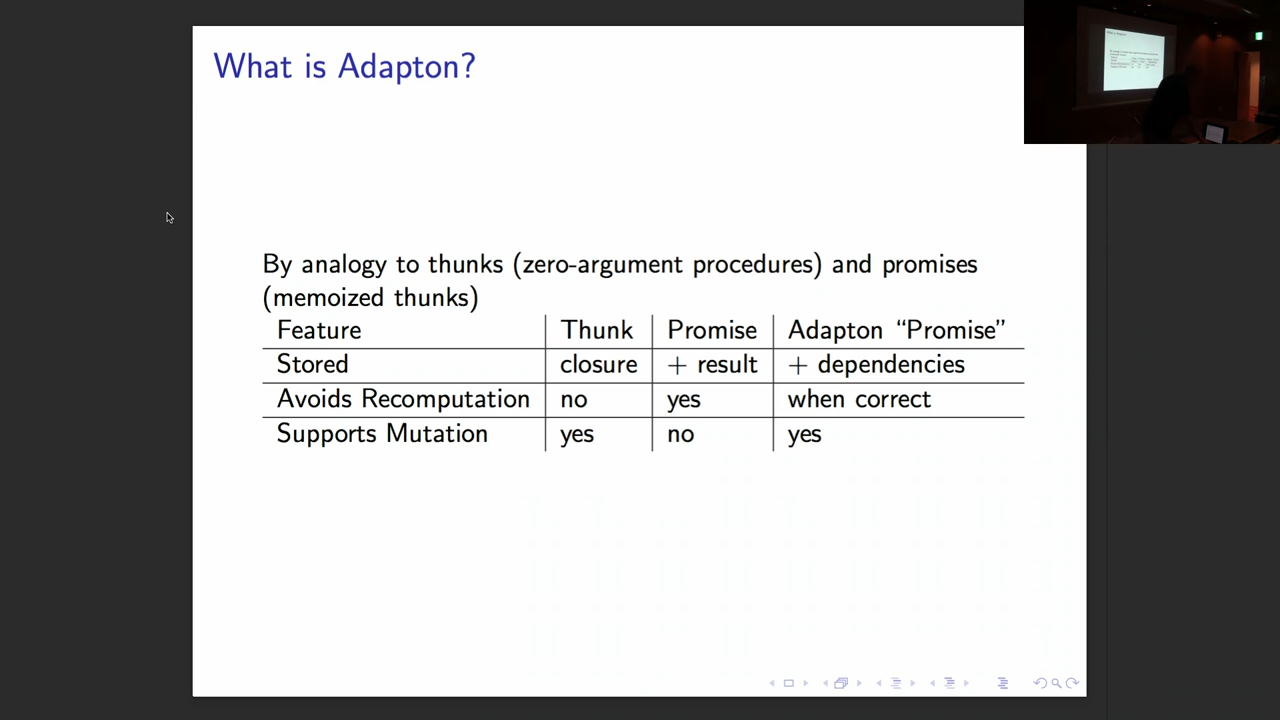 What is Adapton?
By analogy to thunks (zero-argument procedures) and promises
(memoized thunks)
Feature Thunk Promise Adapton “Promise”
Stored closure + result + dependencies
Avoids Recomputation no yes when correct
Supports Mutation yes no yes